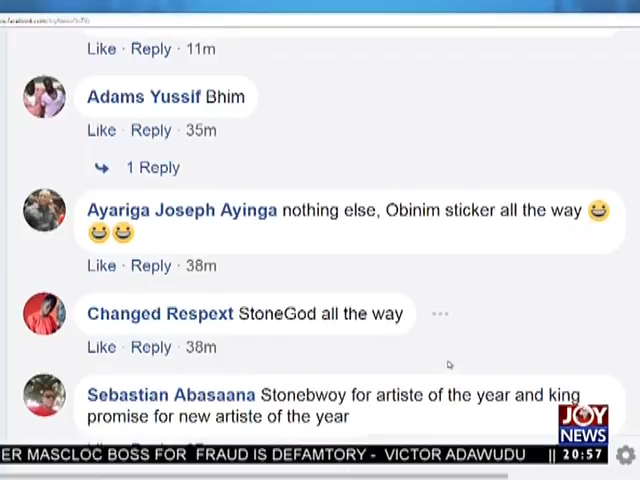 Like · Reply · 11m
Adams Yussif Bhim
Like · Reply · 35m
1 Reply
Ayariga Joseph Ayinga nothing else, Obinim sticker all the way 😀
😀😀
Like · Reply · 38m
Changed Respext StoneGod all the way
Like · Reply · 38m
Sebastian Abasaana Stonebwoy for artiste of the year and king
promise for new artiste of the year
JOY
NEWS
ER MASCLOC BOSS FOR FRAUD IS DEFAMTORY - VICTOR ADAWUDU || 20:57